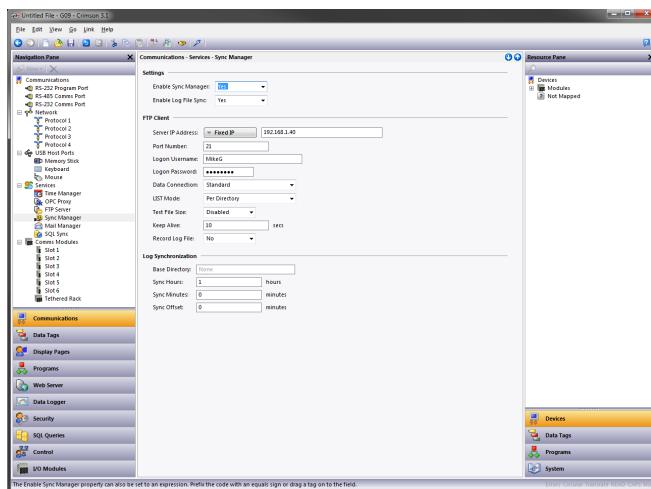 Untitled File - G09 - Crimson 3.1
File Edit View Go Link Help
Navigation Pane
Communications
RS-232 Program Port
RS-485 Comms Port
RS-232 Comms Port
Network
Protocol 1
Protocol 2
Protocol 3
Protocol 4
USB Host Ports
Memory Stick
Keyboard
Mouse
Services
Time Manager
OPC Proxy
FTP Server
Sync Manager
Mail Manager
SQL Sync
Comms Modules
Slot 1
Slot 2
Slot 3
Slot 4
Slot 5
Slot 6
Tethered Rack
Communications
Data Tags
Display Pages
Programs
Web Server
Data Logger
Security
SQL Queries
Control
I/O Modules
Communications - Services - Sync Manager
Settings
Enable Sync Manager: Yes
Enable Log File Sync: Yes
FTP Client
Server IP Address: Fixed IP 192.168.1.40
Port Number: 21
Logon Username: MikeG
Logon Password: ••••••••
Data Connection: Standard
LIST Mode: Per Directory
Test File Size: Disabled
Keep Alive: 10 secs
Record Log File: No
Log Synchronization
Base Directory: None
Sync Hours: 1 hours
Sync Minutes: 0 minutes
Sync Offset: 0 minutes
Resource Pane
Devices
Modules
Not Mapped
Devices
Data Tags
Programs
System
The Enable Sync Manager property can also be set to an expression. Prefix the code with an equals sign or drag a tag on to the field.